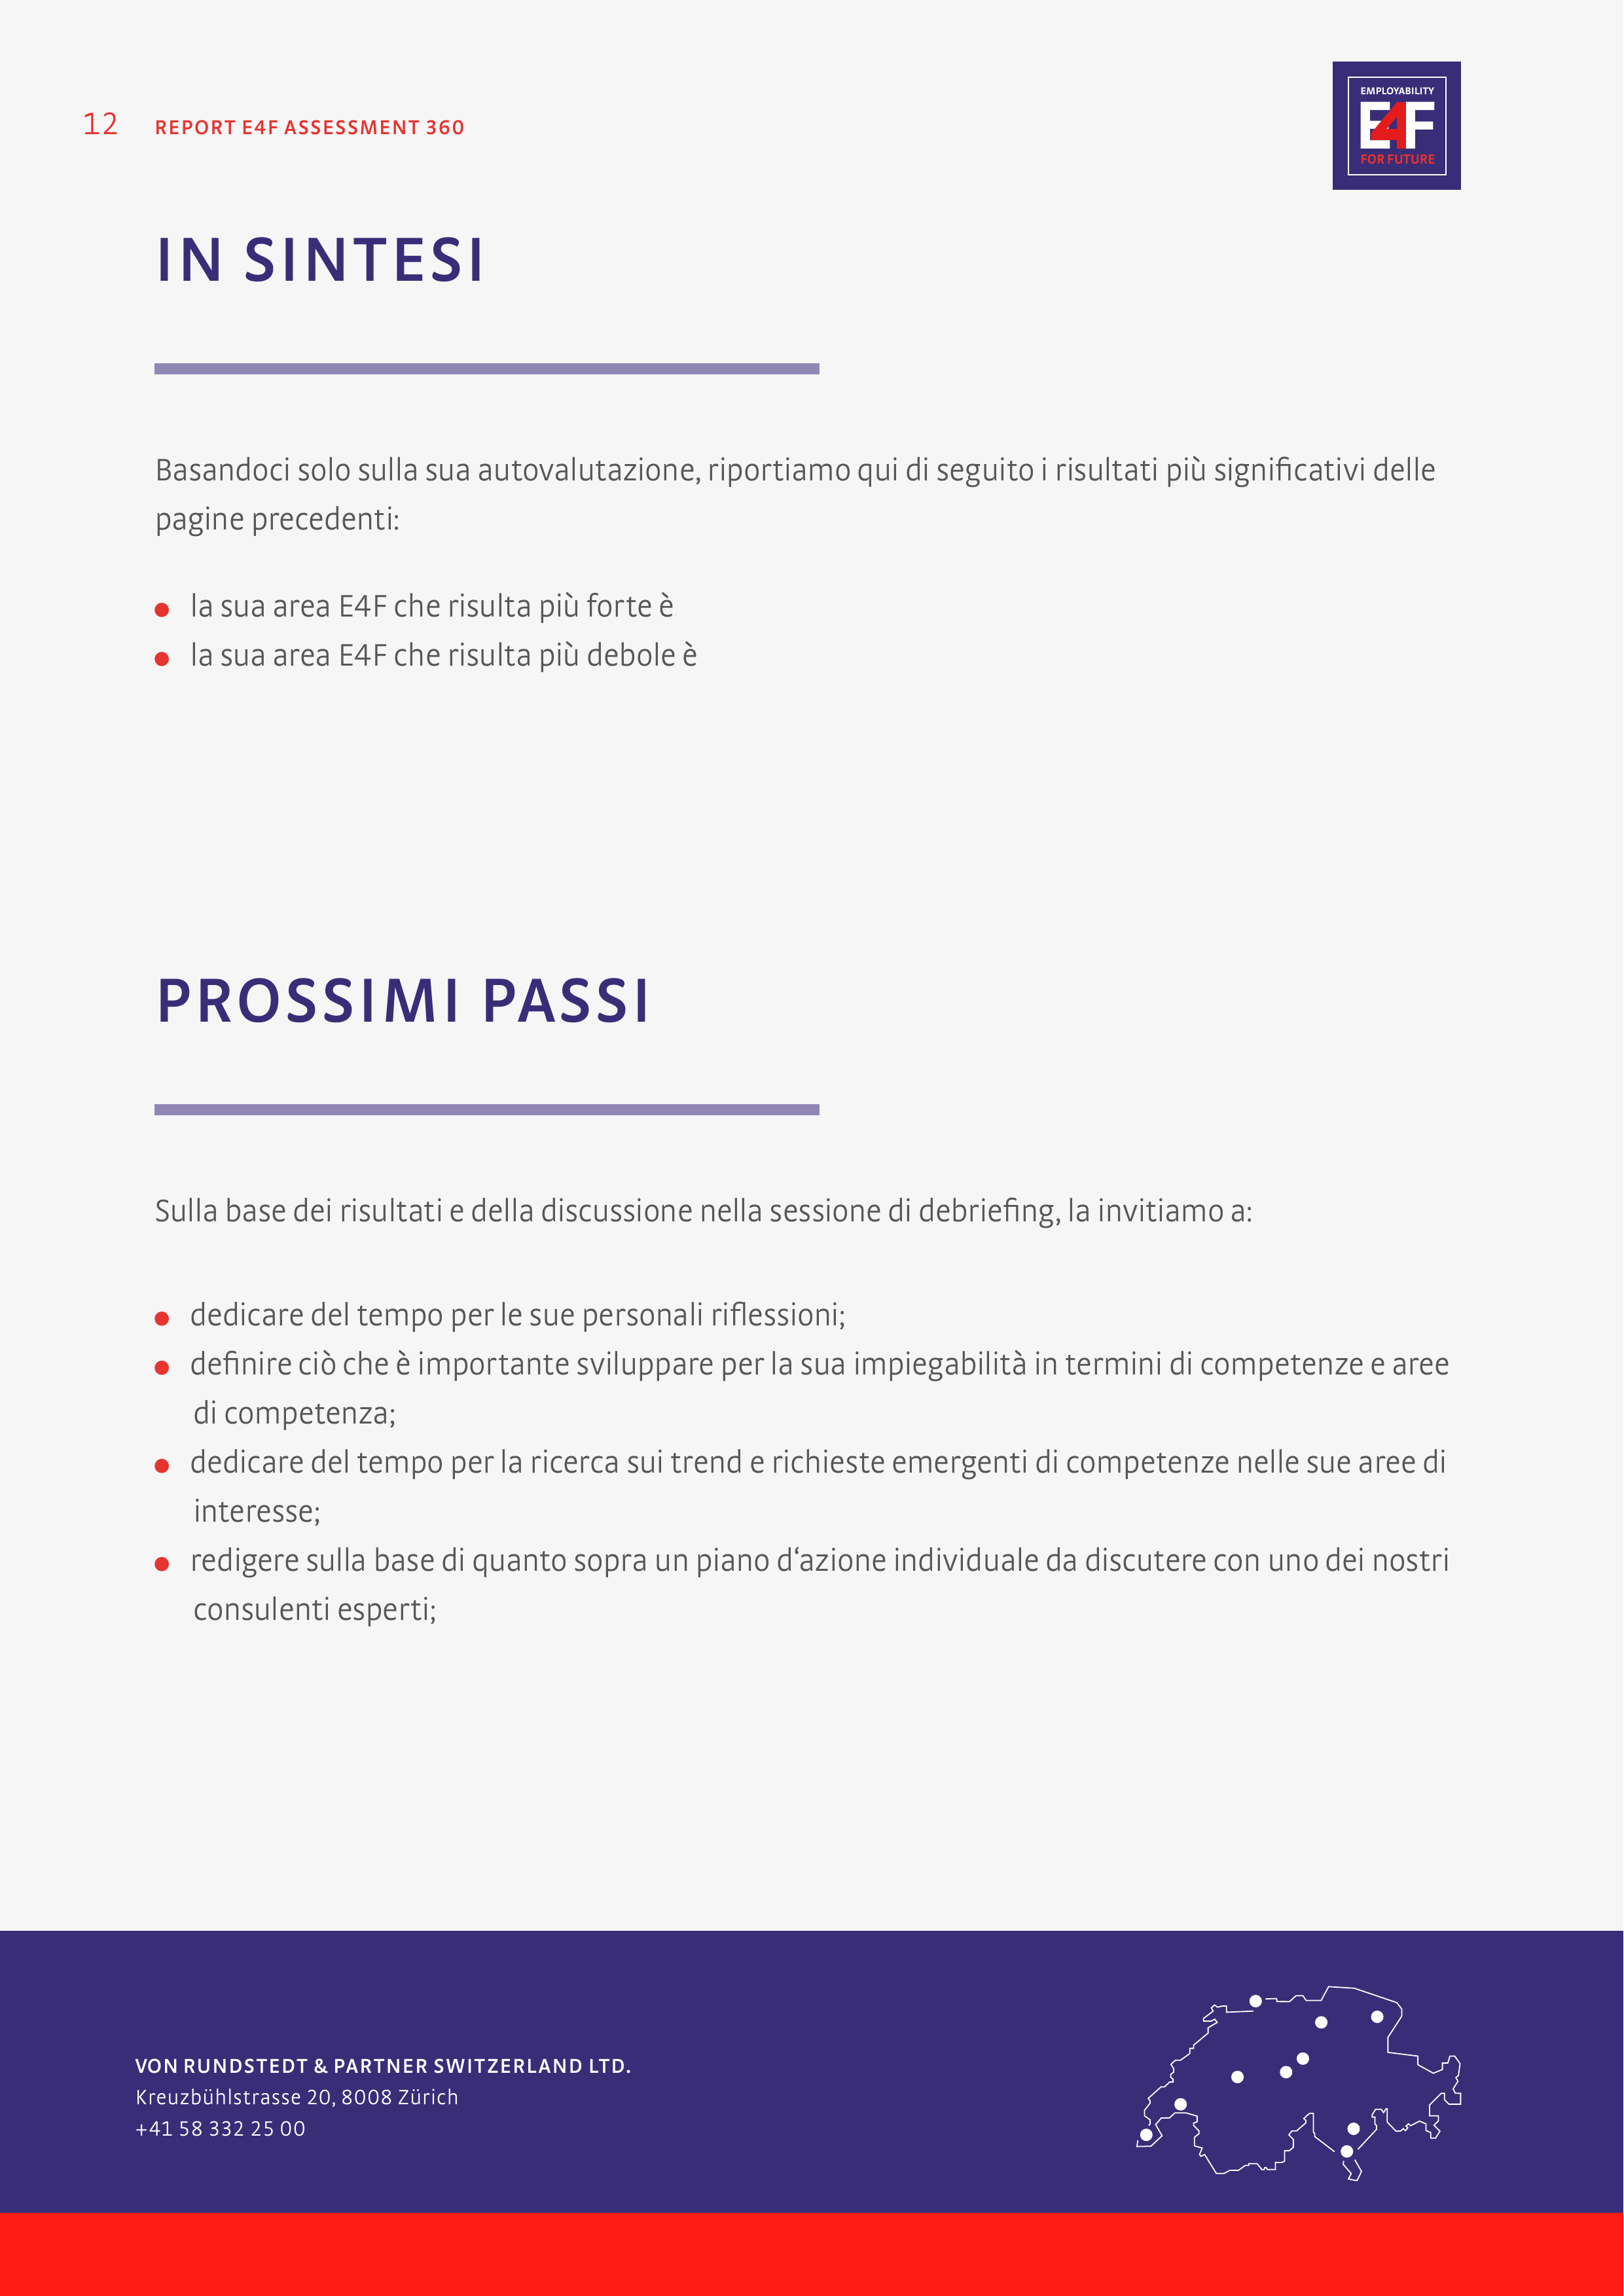 12 REPORT E4F ASSESSMENT 360
EMPLOYABILITY
E4F
FOR FUTURE
IN SINTESI
Basandoci solo sulla sua autovalutazione, riportiamo qui di seguito i risultati più significativi delle
pagine precedenti:
● la sua area E4F che risulta più forte è
● la sua area E4F che risulta più debole è
PROSSIMI PASSI
Sulla base dei risultati e della discussione nella sessione di debriefing, la invitiamo a:
● dedicare del tempo per le sue personali riflessioni;
● definire ciò che è importante sviluppare per la sua impiegabilità in termini di competenze e aree
di competenza;
● dedicare del tempo per la ricerca sui trend e richieste emergenti di competenze nelle sue aree di
interesse;
● redigere sulla base di quanto sopra un piano d‘azione individuale da discutere con uno dei nostri
consulenti esperti;
VON RUNDSTEDT & PARTNER SWITZERLAND LTD.
Kreuzbühlstrasse 20, 8008 Zürich
+41 58 332 25 00